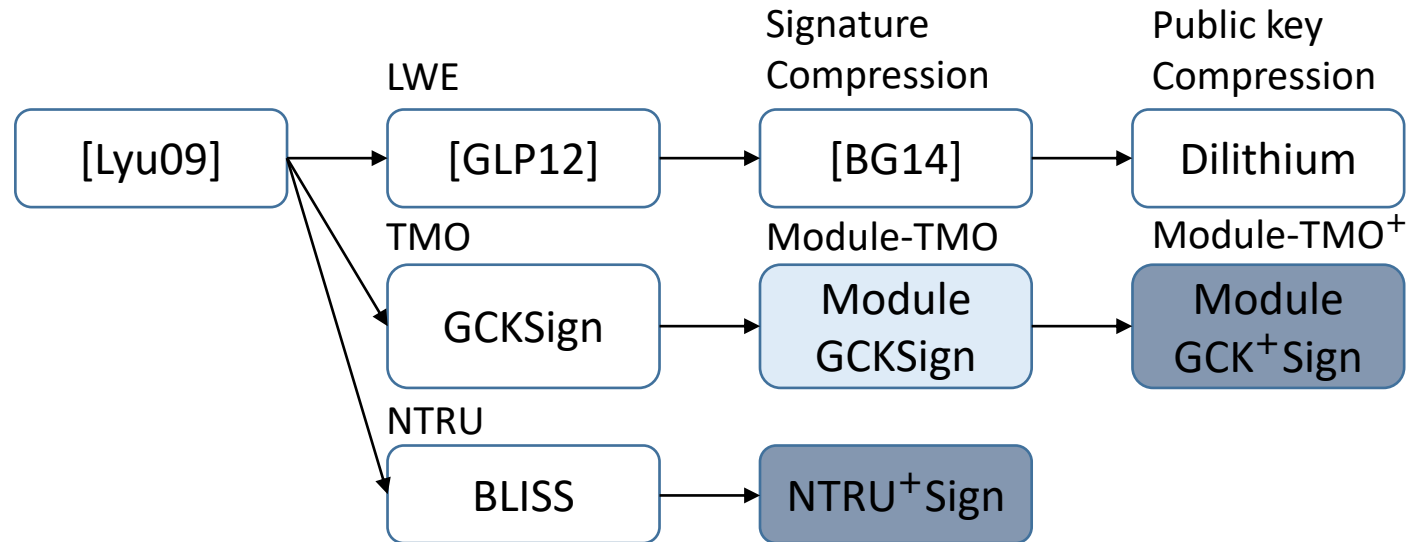 Signature
Compression
Public key
Compression
LWE
[Lyu09]
[GLP12]
[BG14]
Dilithium
TMO
Module-TMO
Module-TMO⁺
GCKSign
Module
GCKSign
Module
GCK⁺Sign
NTRU
BLISS
NTRU⁺Sign